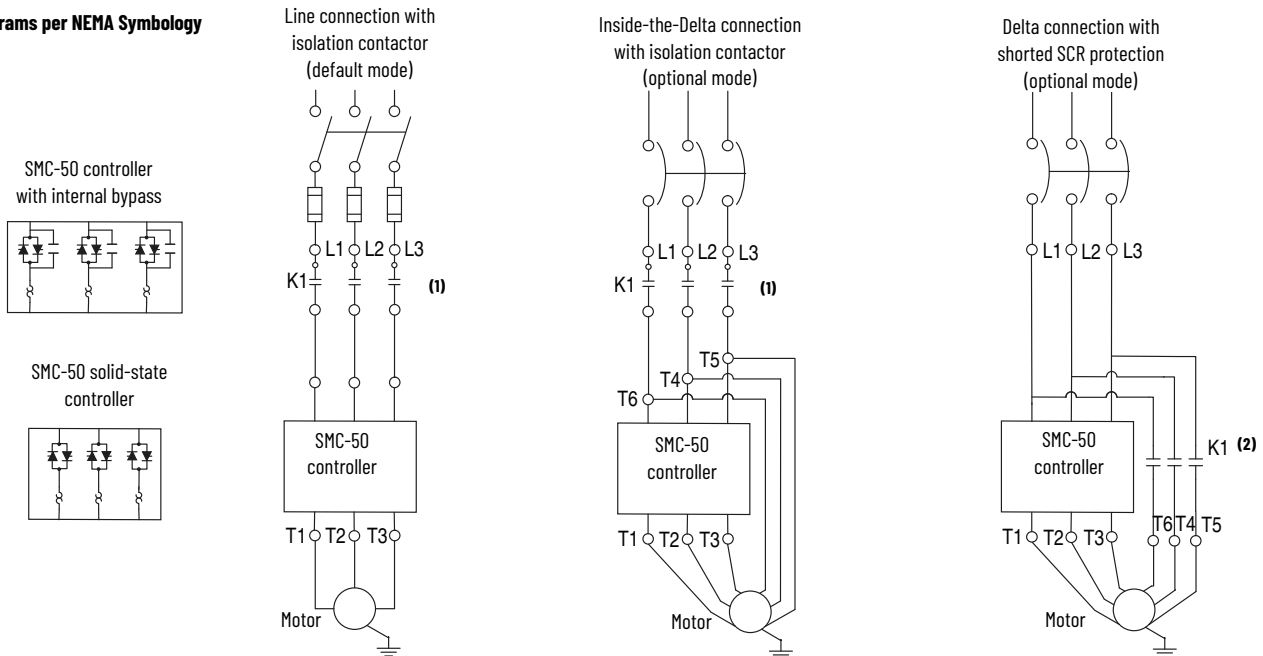 rams per NEMA Symbology
SMC-50 controller
with internal bypass
SMC-50 solid-state
controller
Line connection with
isolation contactor
(default mode)
L1 L2 L3
K1 (1)
SMC-50
controller
T1 T2 T3
Motor
Inside-the-Delta connection
with isolation contactor
(optional mode)
L1 L2 L3
K1 (1)
T5
T4
T6
SMC-50
controller
T1 T2 T3
Motor
Delta connection with
shorted SCR protection
(optional mode)
L1 L2 L3
SMC-50
controller
K1 (2)
T6 T4 T5
T1 T2 T3
Motor